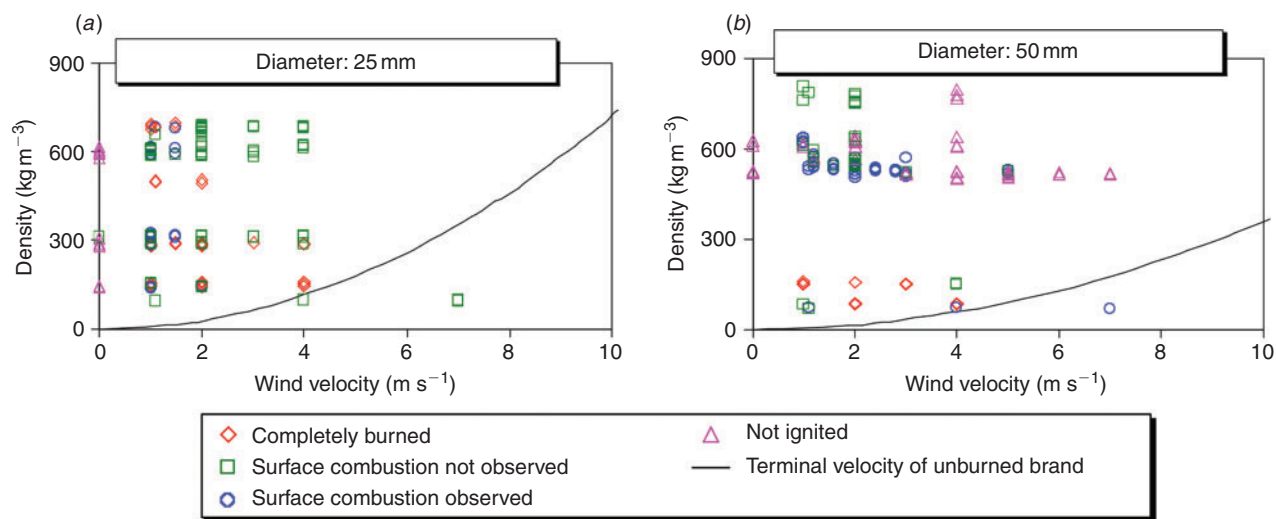 (a)
Diameter: 25 mm
900
600
300
0
Density (kg m−3)
0 2 4 6 8 10
Wind velocity (m s−1)
(b)
Diameter: 50 mm
900
600
300
0
Density (kg m−3)
0 2 4 6 8 10
Wind velocity (m s−1)
Completely burned
Surface combustion not observed
Surface combustion observed
Not ignited
Terminal velocity of unburned brand